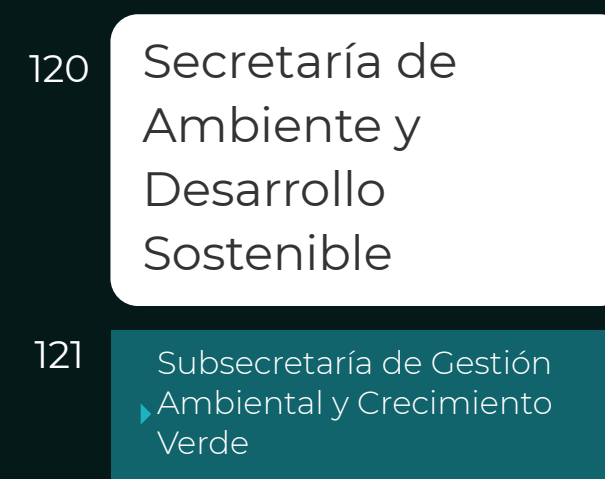 120
Secretaría de
Ambiente y
Desarrollo
Sostenible
121
Subsecretaría de Gestión
Ambiental y Crecimiento
Verde